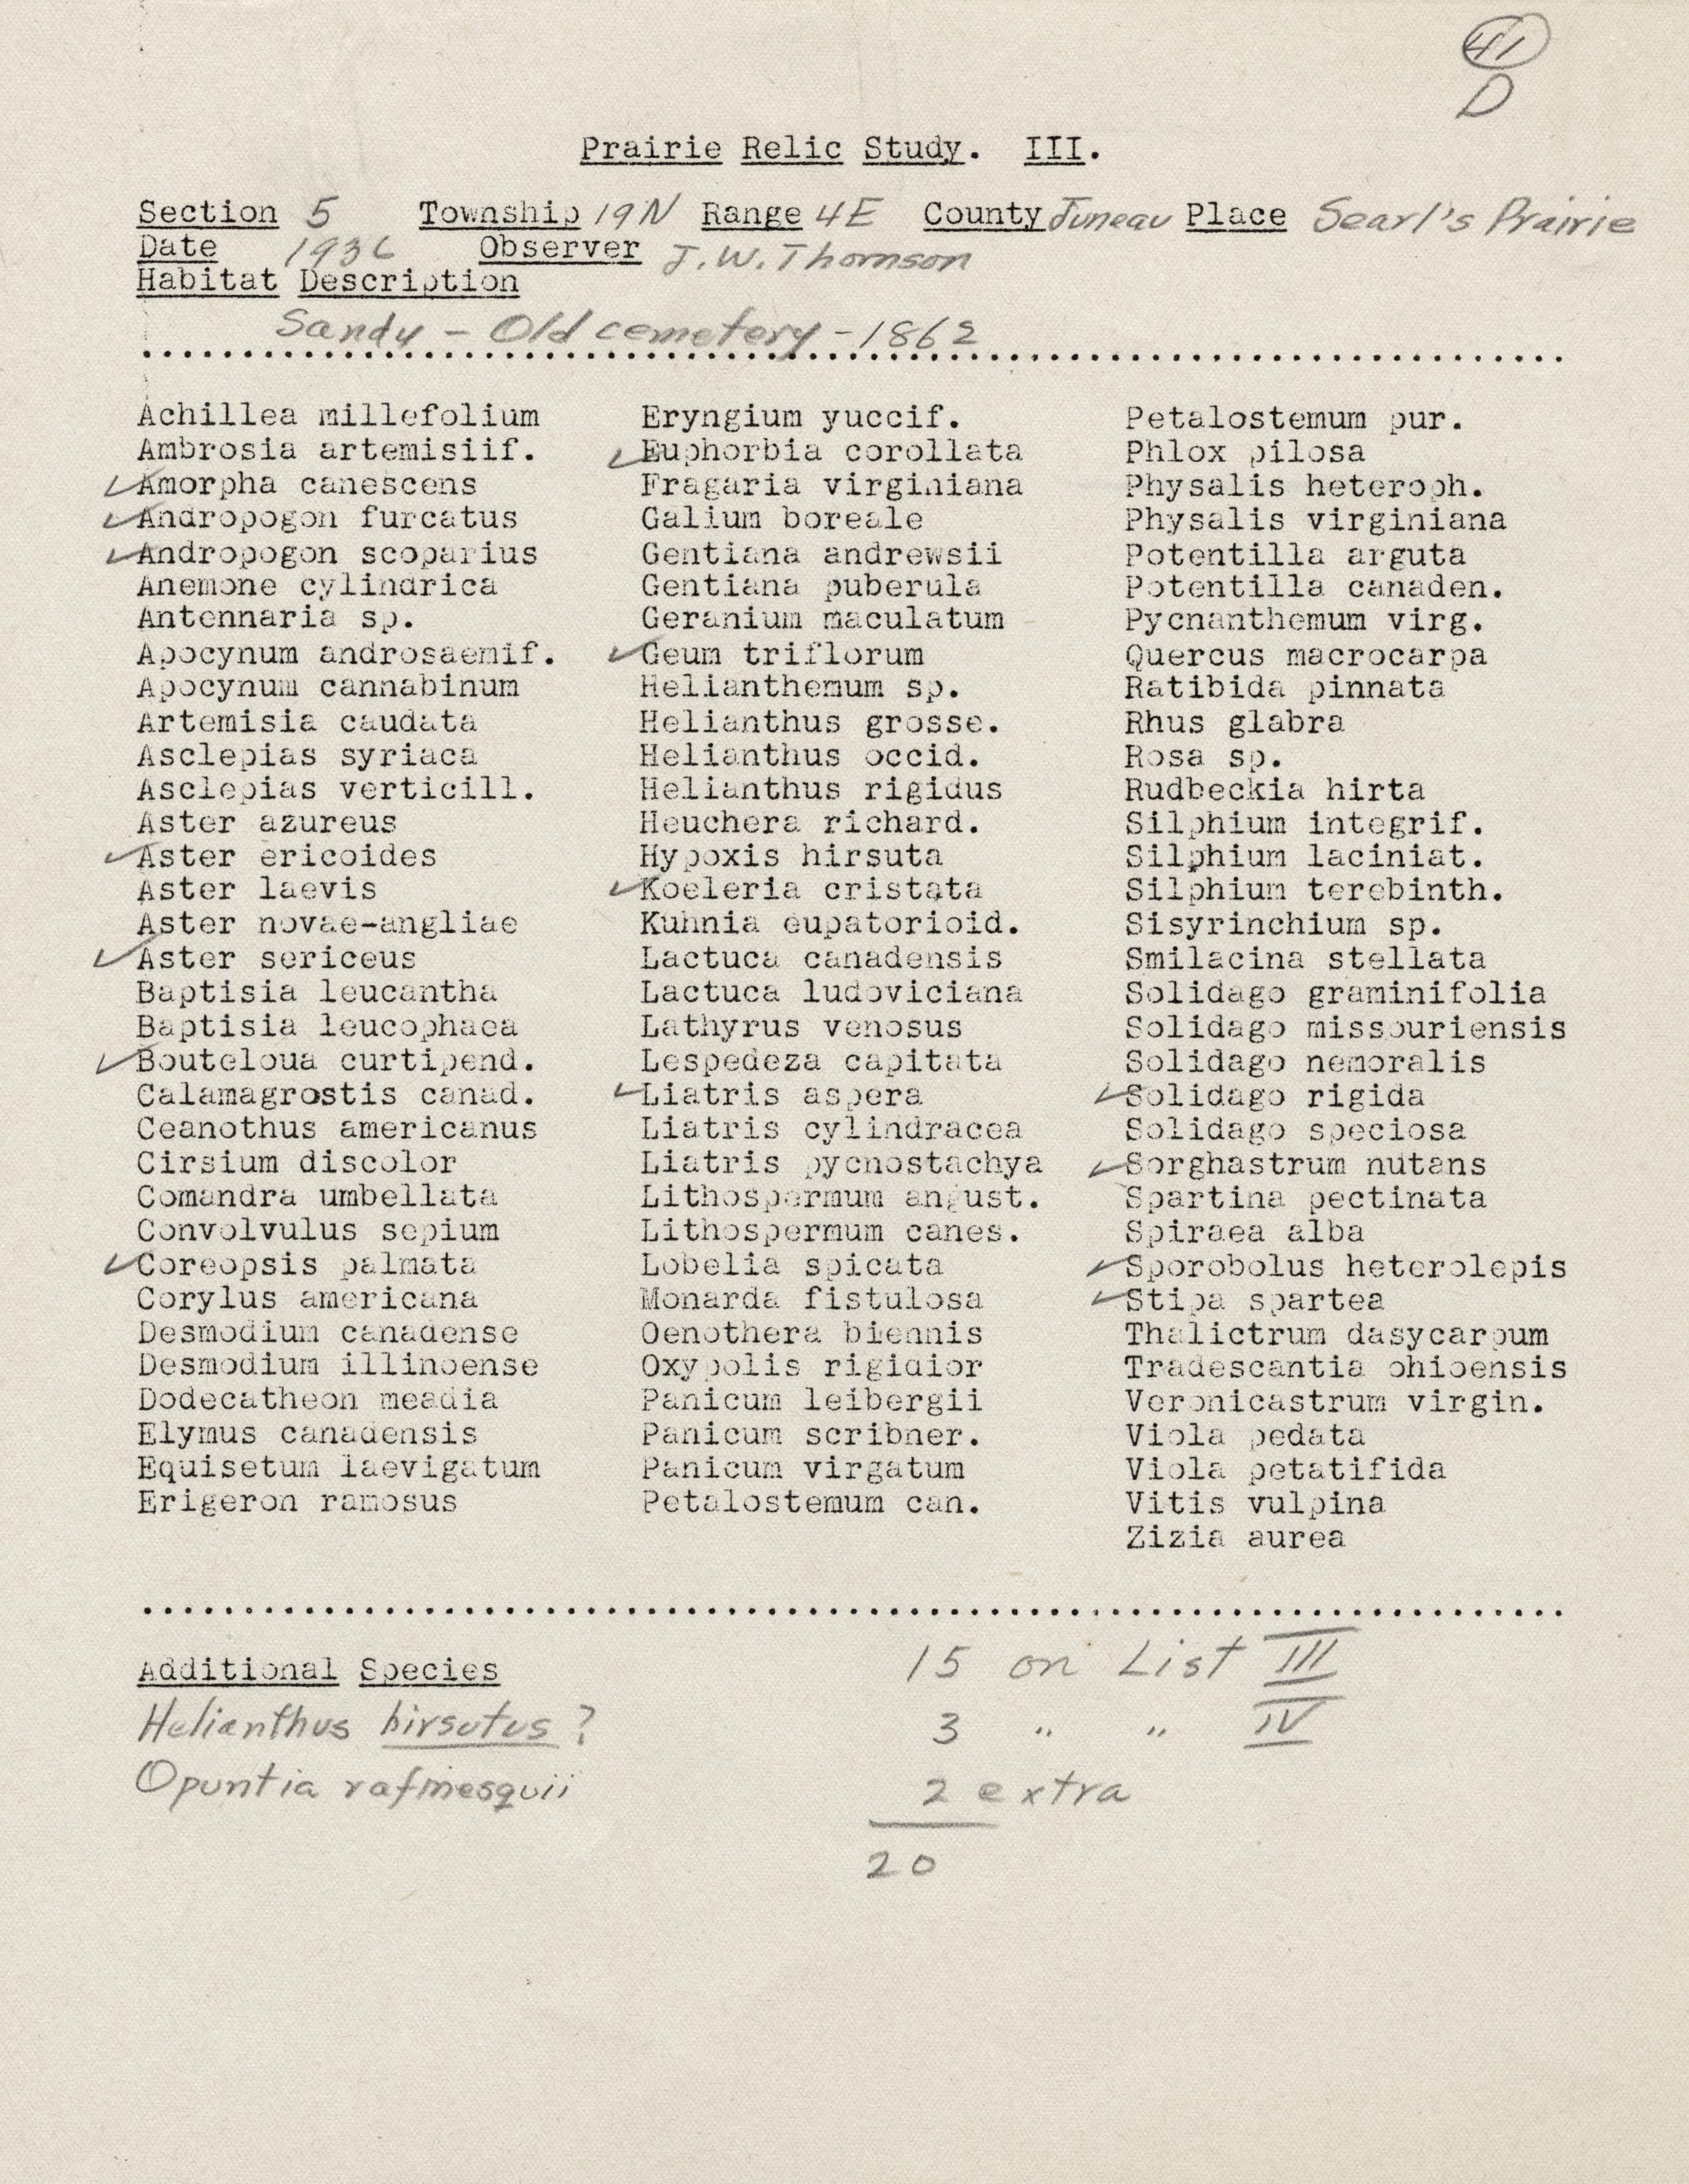 41
D
Prairie Relic Study. III.
Section 5 Township 19N Range 4E County Juneau Place Searl's Prairie
Date 1936 Observer J.W. Thomson
Habitat Description
Sandy - Old cemetery - 1862
Achillea millefolium
Ambrosia artemisiif.
✓Amorpha canescens
✓Andropogon furcatus
✓Andropogon scoparius
Anemone cylindrica
Antennaria sp.
Apocynum androsaemif.
Apocynum cannabinum
Artemisia caudata
Asclepias syriaca
Asclepias verticill.
Aster azureus
✓Aster ericoides
Aster laevis
Aster novae-angliae
✓Aster sericeus
Baptisia leucantha
Baptisia leucophaea
✓Bouteloua curtipend.
Calamagrostis canad.
Ceanothus americanus
Cirsium discolor
Comandra umbellata
Convolvulus sepium
✓Coreopsis palmata
Corylus americana
Desmodium canadense
Desmodium illinoense
Dodecatheon meadia
Elymus canadensis
Equisetum laevigatum
Erigeron ramosus
Eryngium yuccif.
✓Euphorbia corollata
Fragaria virginiana
Galium boreale
Gentiana andrewsii
Gentiana puberula
Geranium maculatum
✓Geum triflorum
Helianthemum sp.
Helianthus grosse.
Helianthus occid.
Helianthus rigidus
Heuchera richard.
Hypoxis hirsuta
✓Koeleria cristata
Kuhnia eupatorioid.
Lactuca canadensis
Lactuca ludoviciana
Lathyrus venosus
Lespedeza capitata
✓Liatris aspera
Liatris cylindracea
Liatris pycnostachya
Lithospermum angust.
Lithospermum canes.
Lobelia spicata
Monarda fistulosa
Oenothera biennis
Oxypolis rigidior
Panicum leibergii
Panicum scribner.
Panicum virgatum
Petalostemum can.
Petalostemum pur.
Phlox pilosa
Physalis heteroph.
Physalis virginiana
Potentilla arguta
Potentilla canaden.
Pycnanthemum virg.
Quercus macrocarpa
Ratibida pinnata
Rhus glabra
Rosa sp.
Rudbeckia hirta
Silphium integrif.
Silphium laciniat.
Silphium terebinth.
Sisyrinchium sp.
Smilacina stellata
Solidago graminifolia
Solidago missouriensis
Solidago nemoralis
✓Solidago rigida
Solidago speciosa
✓Sorghastrum nutans
Spartina pectinata
Spiraea alba
✓Sporobolus heterolepis
✓Stipa spartea
Thalictrum dasycarpum
Tradescantia ohioensis
Veronicastrum virgin.
Viola pedata
Viola petatifida
Vitis vulpina
Zizia aurea
Additional Species
Helianthus hirsutus ?
Opuntia rafinesquii
15 on List III
3 " " IV
2 extra
20